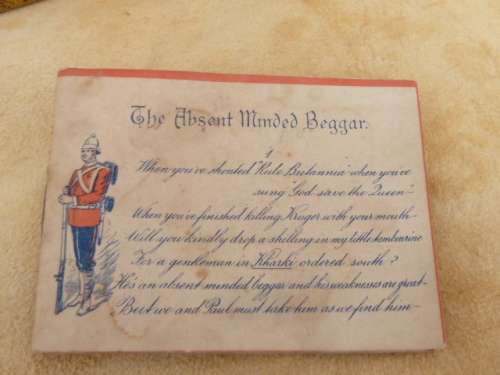 The Absent Minded Beggar.
1
When you've shouted "Rule Britannia" when you've
sung "God save the Queen"-
When you've finished killing Kruger with your mouth-
Will you kindly drop a shilling in my little tambourine
For a gentleman in Kharki ordered south?
He's an absent minded beggar and his weaknesses are great-
But we and Paul must take him as we find him-